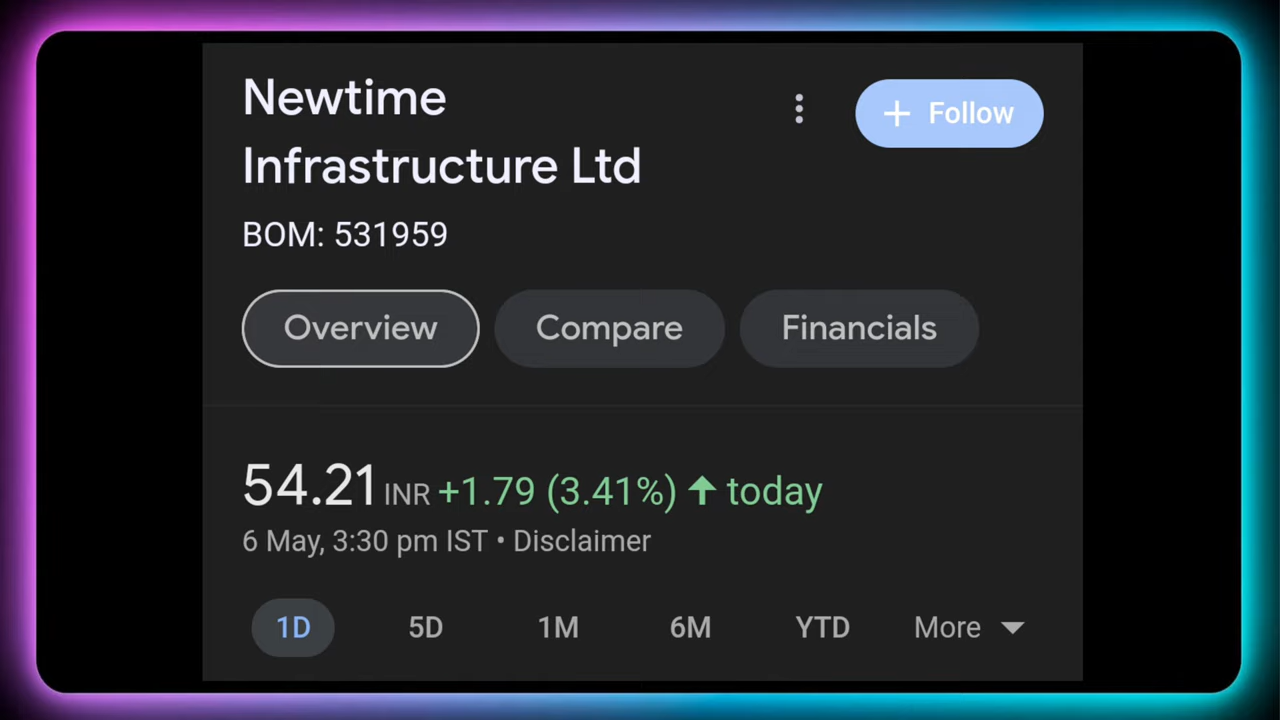 Newtime
Infrastructure Ltd
+ Follow
BOM: 531959
Overview Compare Financials
54.21 INR +1.79 (3.41%) ↑ today
6 May, 3:30 pm IST • Disclaimer
1D 5D 1M 6M YTD More